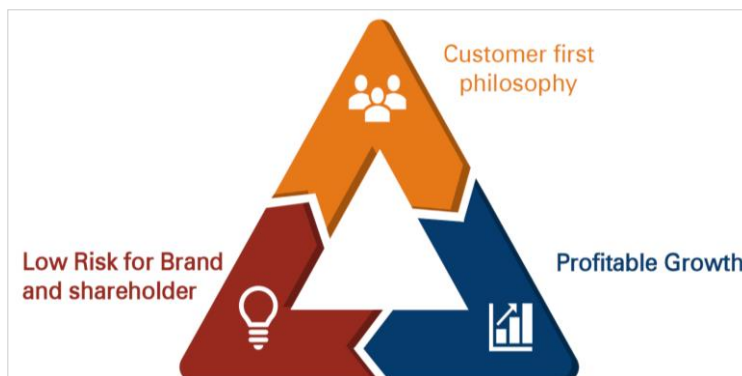 Customer first
philosophy
Low Risk for Brand
and shareholder
Profitable Growth